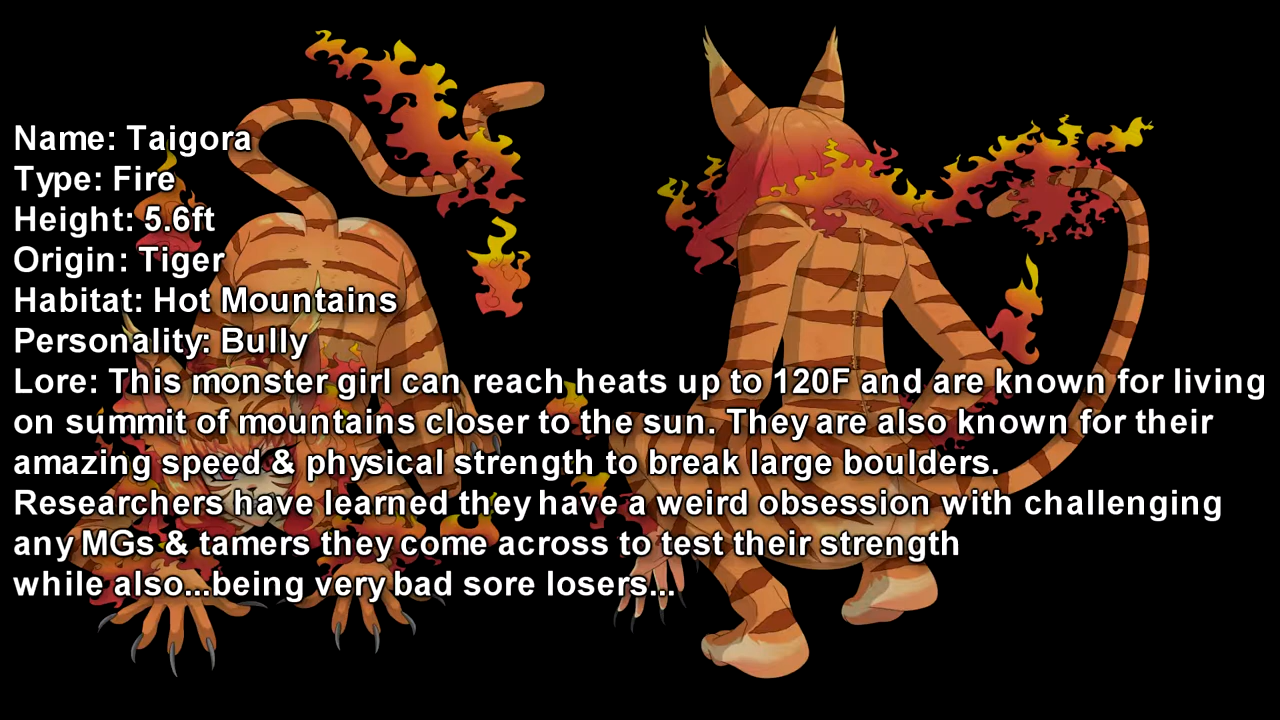 Name: Taigora
Type: Fire
Height: 5.6ft
Origin: Tiger
Habitat: Hot Mountains
Personality: Bully
Lore: This monster girl can reach heats up to 120F and are known for living
on summit of mountains closer to the sun. They are also known for their
amazing speed & physical strength to break large boulders.
Researchers have learned they have a weird obsession with challenging
any MGs & tamers they come across to test their strength
while also...being very bad sore losers...